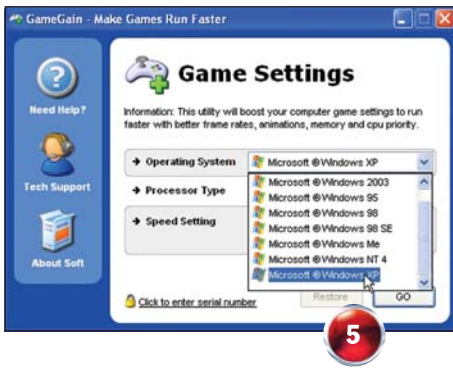 GameGain - Make Games Run Faster
Need Help?
Tech Support
About Soft
Game Settings
Information: This utility will boost your computer game settings to run
faster with better frame rates, animations, memory and cpu priority.
Operating System
Microsoft ®Windows XP
Processor Type
Speed Setting
Microsoft ®Windows 2003
Microsoft ®Windows 95
Microsoft ®Windows 98
Microsoft ®Windows 98 SE
Microsoft ®Windows Me
Microsoft ®Windows NT 4
Microsoft ®Windows XP
Click to enter serial number
Restore
GO
5